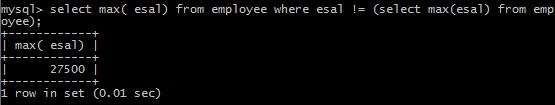 mysql> select max( esal) from employee where esal != (select max(esal) from emp
oyee);
+------------+
| max( esal) |
+------------+
|      27500 |
+------------+
1 row in set (0.01 sec)